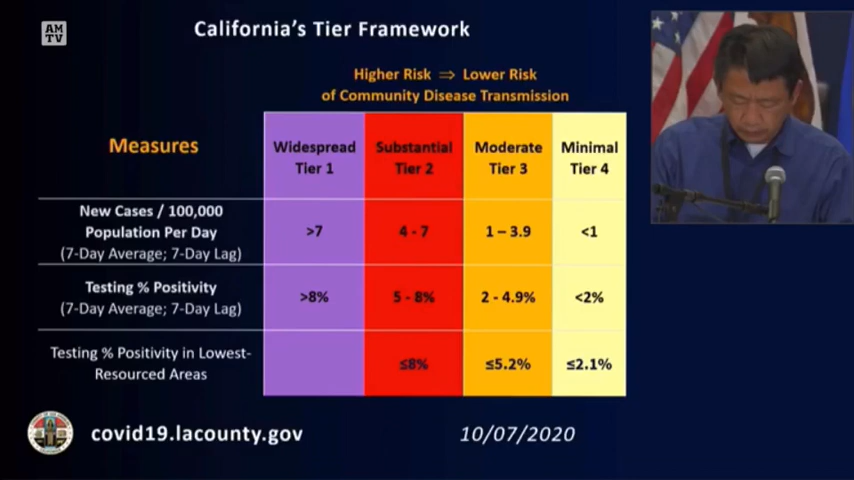 AM
TV
California's Tier Framework
Higher Risk ⇒ Lower Risk
of Community Disease Transmission
Measures
Widespread
Tier 1
Substantial
Tier 2
Moderate
Tier 3
Minimal
Tier 4
New Cases / 100,000
Population Per Day
(7-Day Average; 7-Day Lag)
>7
4 - 7
1 – 3.9
<1
Testing % Positivity
(7-Day Average; 7-Day Lag)
>8%
5 - 8%
2 - 4.9%
<2%
Testing % Positivity in Lowest-
Resourced Areas
≤8%
≤5.2%
≤2.1%
covid19.lacounty.gov
10/07/2020